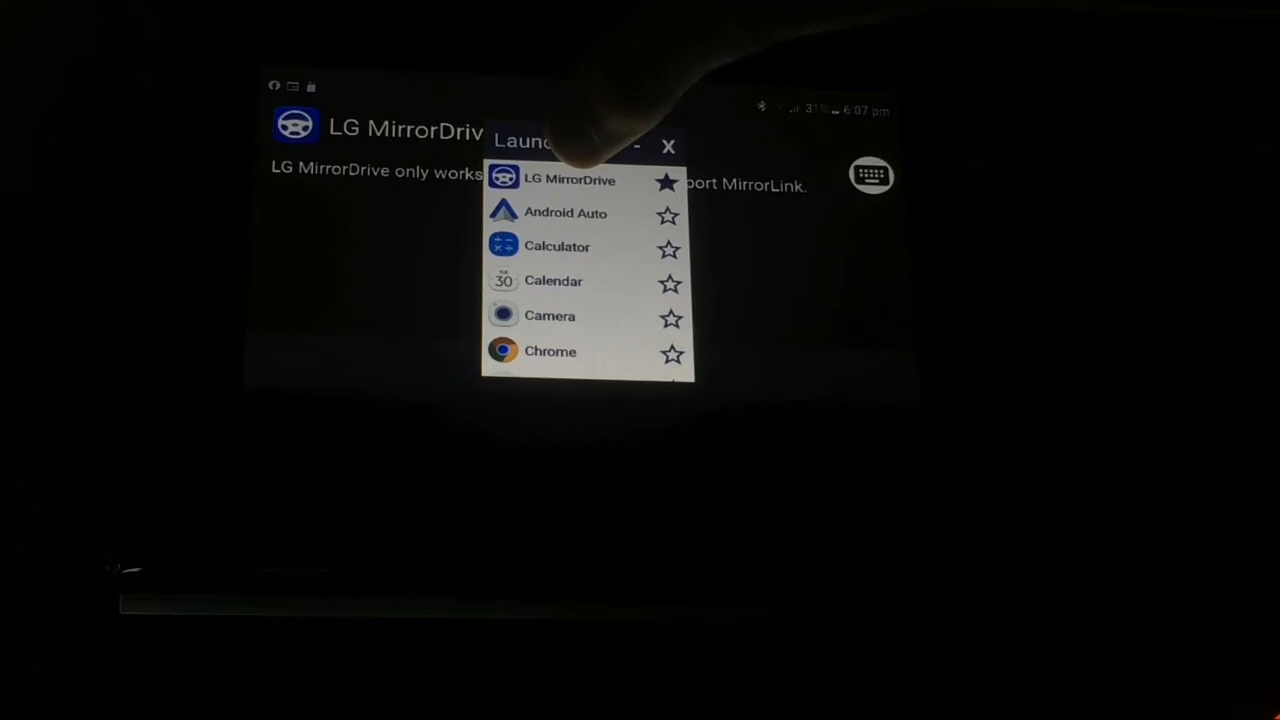 31% 6:07 pm
LG MirrorDriv
LG MirrorDrive only works
port MirrorLink.
Laun
- X
LG MirrorDrive
Android Auto
Calculator
30 Calendar
Camera
Chrome